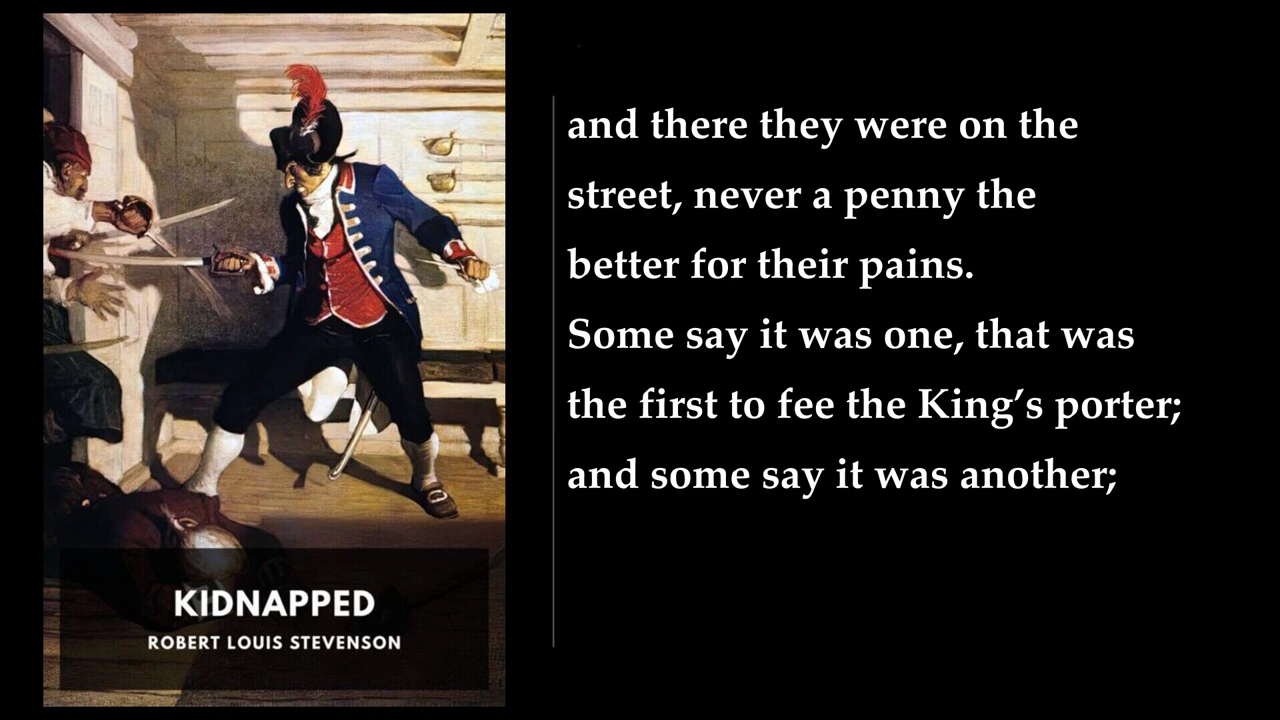 KIDNAPPED
ROBERT LOUIS STEVENSON
and there they were on the
street, never a penny the
better for their pains.
Some say it was one, that was
the first to fee the King’s porter;
and some say it was another;